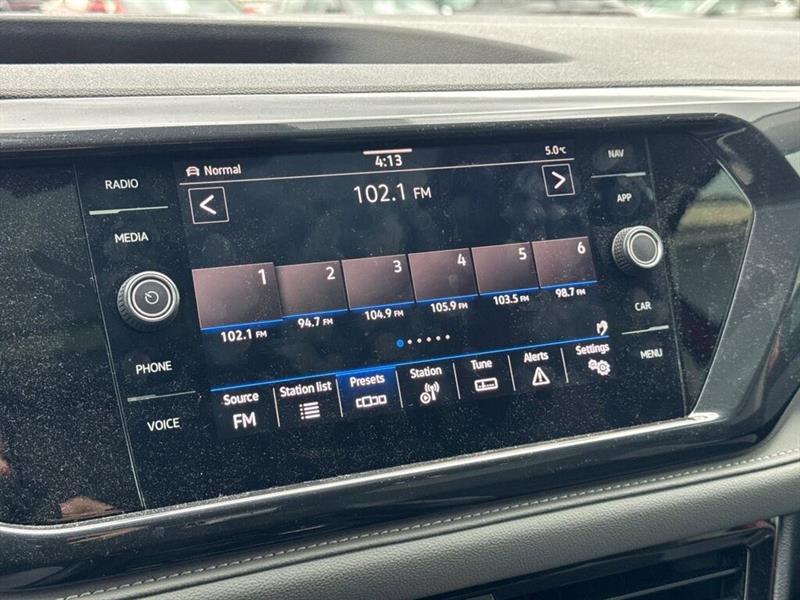 RADIO
MEDIA
PHONE
VOICE
Normal
4:13
5.0°C
102.1 FM
1
2
3
4
5
6
102.1 FM
94.7 FM
104.9 FM
105.9 FM
103.5 FM
98.7 FM
Source
FM
Station list
Presets
Station
Tune
Alerts
Settings
NAV
APP
CAR
MENU